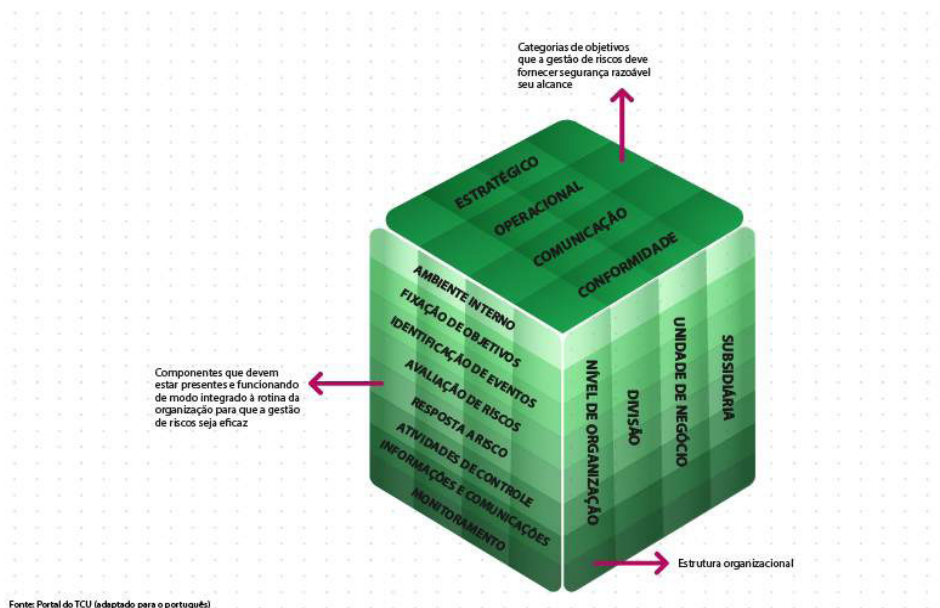 Categorias de objetivos
que a gestão de riscos deve
fornecer segurança razoável
seu alcance
ESTRATÉGICO
OPERACIONAL
COMUNICAÇÃO
CONFORMIDADE
AMBIENTE INTERNO
FIXAÇÃO DE OBJETIVOS
IDENTIFICAÇÃO DE EVENTOS
AVALIAÇÃO DE RISCOS
RESPOSTA A RISCO
ATIVIDADES DE CONTROLE
INFORMAÇÕES E COMUNICAÇÕES
MONITORAMENTO
NÍVEL DE ORGANIZAÇÃO
DIVISÃO
UNIDADE DE NEGÓCIO
SUBSIDIÁRIA
Componentes que devem
estar presentes e funcionando
de modo integrado à rotina da
organização para que a gestão
de riscos seja eficaz
Estrutura organizacional
Fonte: Portal do TCU (adaptado para o português)